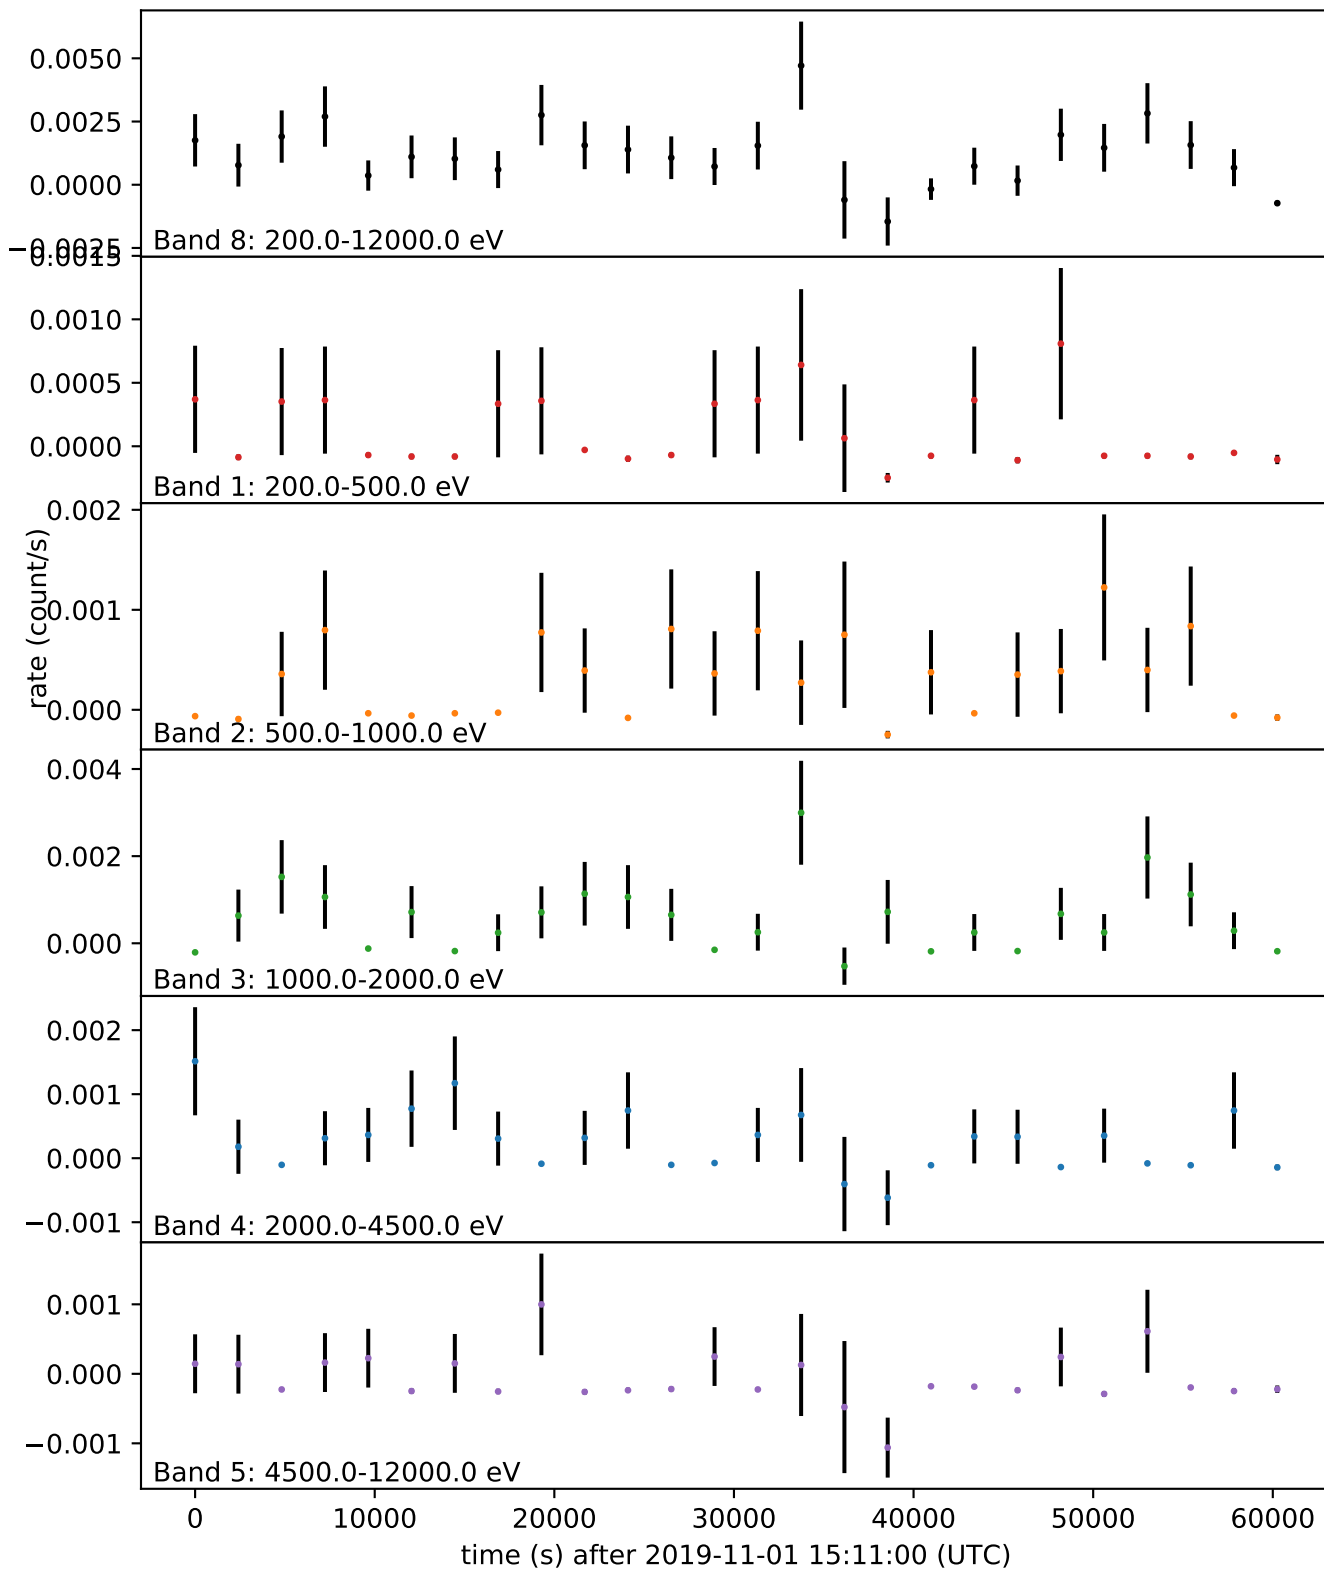 0.0050
0.0025
0.0000
−0.0025
Band 8: 200.0-12000.0 eV
0.0015
0.0010
0.0005
0.0000
Band 1: 200.0-500.0 eV
0.002
0.001
0.000
Band 2: 500.0-1000.0 eV
rate (count/s)
0.004
0.002
0.000
Band 3: 1000.0-2000.0 eV
0.002
0.001
0.000
−0.001
Band 4: 2000.0-4500.0 eV
0.001
0.000
−0.001
Band 5: 4500.0-12000.0 eV
0 10000 20000 30000 40000 50000 60000
time (s) after 2019-11-01 15:11:00 (UTC)